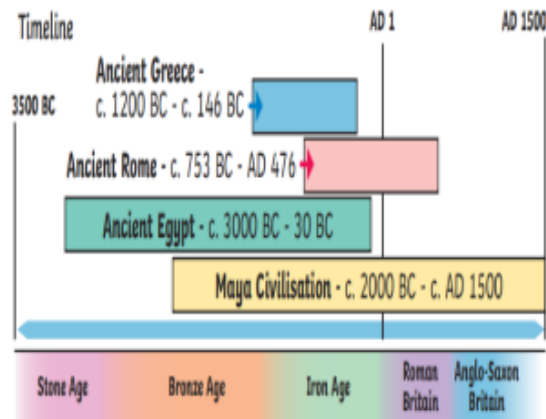 Timeline
AD 1
AD 1500
3500 BC
Ancient Greece -
c. 1200 BC - c. 146 BC
Ancient Rome - c. 753 BC - AD 476
Ancient Egypt - c. 3000 BC - 30 BC
Maya Civilisation - c. 2000 BC - c. AD 1500
Stone Age
Bronze Age
Iron Age
Roman
Britain
Anglo-Saxon
Britain